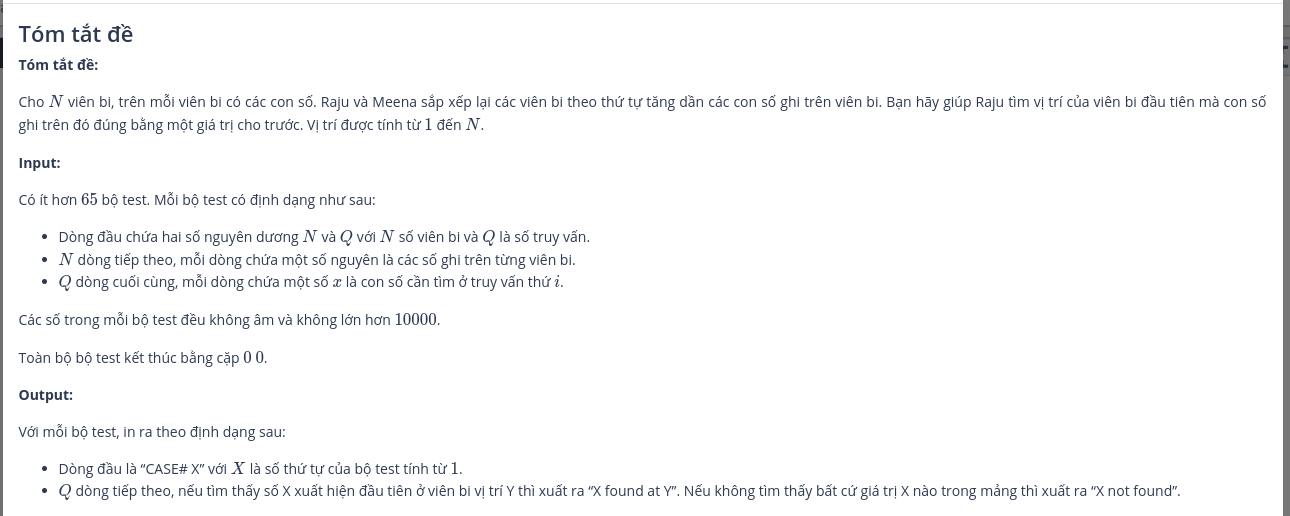 Tóm tắt đề
Tóm tắt đề:
Cho N viên bi, trên mỗi viên bi có các con số. Raju và Meena sắp xếp lại các viên bi theo thứ tự tăng dần các con số ghi trên viên bi. Bạn hãy giúp Raju tìm vị trí của viên bi đầu tiên mà con số
ghi trên đó đúng bằng một giá trị cho trước. Vị trí được tính từ 1 đến N.
Input:
Có ít hơn 65 bộ test. Mỗi bộ test có định dạng như sau:
• Dòng đầu chứa hai số nguyên dương N và Q với N số viên bi và Q là số truy vấn.
• N dòng tiếp theo, mỗi dòng chứa một số nguyên là các số ghi trên từng viên bi.
• Q dòng cuối cùng, mỗi dòng chứa một số x là con số cần tìm ở truy vấn thứ i.
Các số trong mỗi bộ test đều không âm và không lớn hơn 10000.
Toàn bộ bộ test kết thúc bằng cặp 0 0.
Output:
Với mỗi bộ test, in ra theo định dạng sau:
• Dòng đầu là “CASE# X” với X là số thứ tự của bộ test tính từ 1.
• Q dòng tiếp theo, nếu tìm thấy số X xuất hiện đầu tiên ở viên bi vị trí Y thì xuất ra “X found at Y”. Nếu không tìm thấy bất cứ giá trị X nào trong mảng thì xuất ra “X not found”.